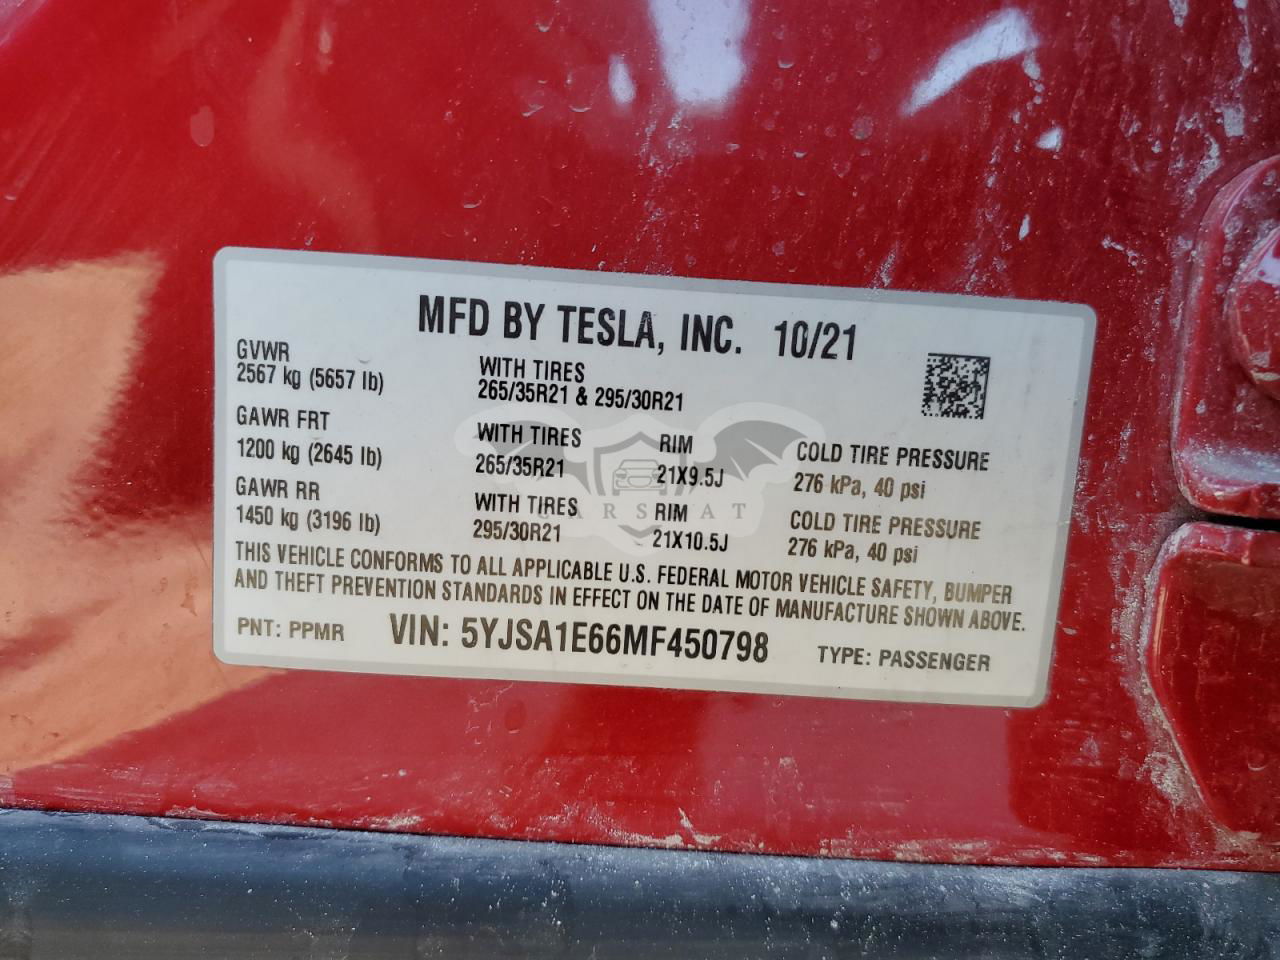 MFD BY TESLA, INC. 10/21
GVWR
2567 kg (5657 lb)
WITH TIRES
265/35R21 & 295/30R21
GAWR FRT
1200 kg (2645 lb)
WITH TIRES
265/35R21
RIM
21X9.5J
COLD TIRE PRESSURE
276 kPa, 40 psi
GAWR RR
1450 kg (3196 lb)
WITH TIRES
295/30R21
RIM
21X10.5J
COLD TIRE PRESSURE
276 kPa, 40 psi
THIS VEHICLE CONFORMS TO ALL APPLICABLE U.S. FEDERAL MOTOR VEHICLE SAFETY, BUMPER
AND THEFT PREVENTION STANDARDS IN EFFECT ON THE DATE OF MANUFACTURE SHOWN ABOVE.
PNT: PPMR VIN: 5YJSA1E66MF450798 TYPE: PASSENGER